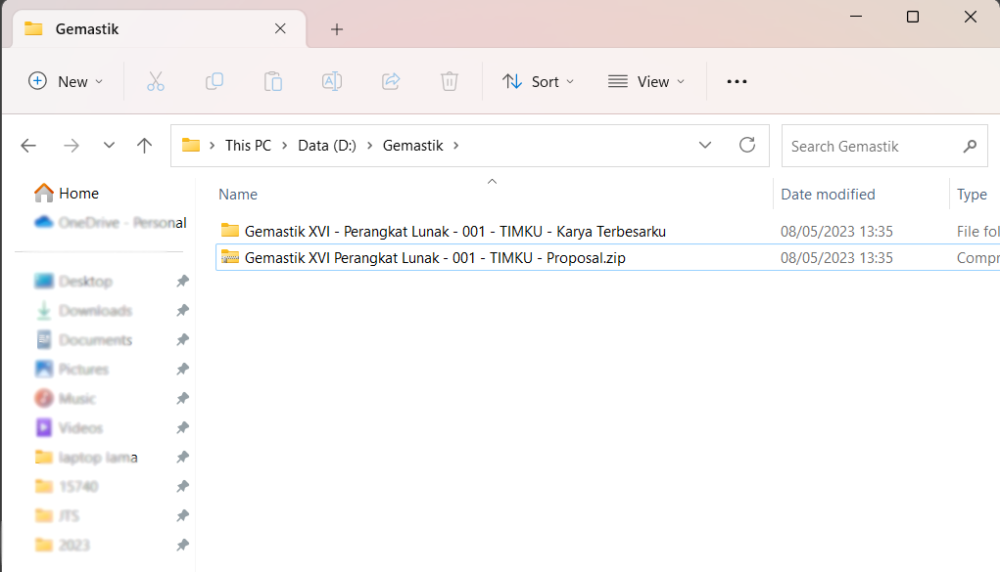 Gemastik
New
Sort
View
This PC
Data (D:)
Gemastik
Search Gemastik
Home
OneDrive - Personal
Desktop
Downloads
Documents
Pictures
Music
Videos
laptop lama
15740
JTS
2023
Name
Date modified
Type
Gemastik XVI - Perangkat Lunak - 001 - TIMKU - Karya Terbesarku
08/05/2023 13:35
File fol
Gemastik XVI Perangkat Lunak - 001 - TIMKU - Proposal.zip
08/05/2023 13:35
Compr